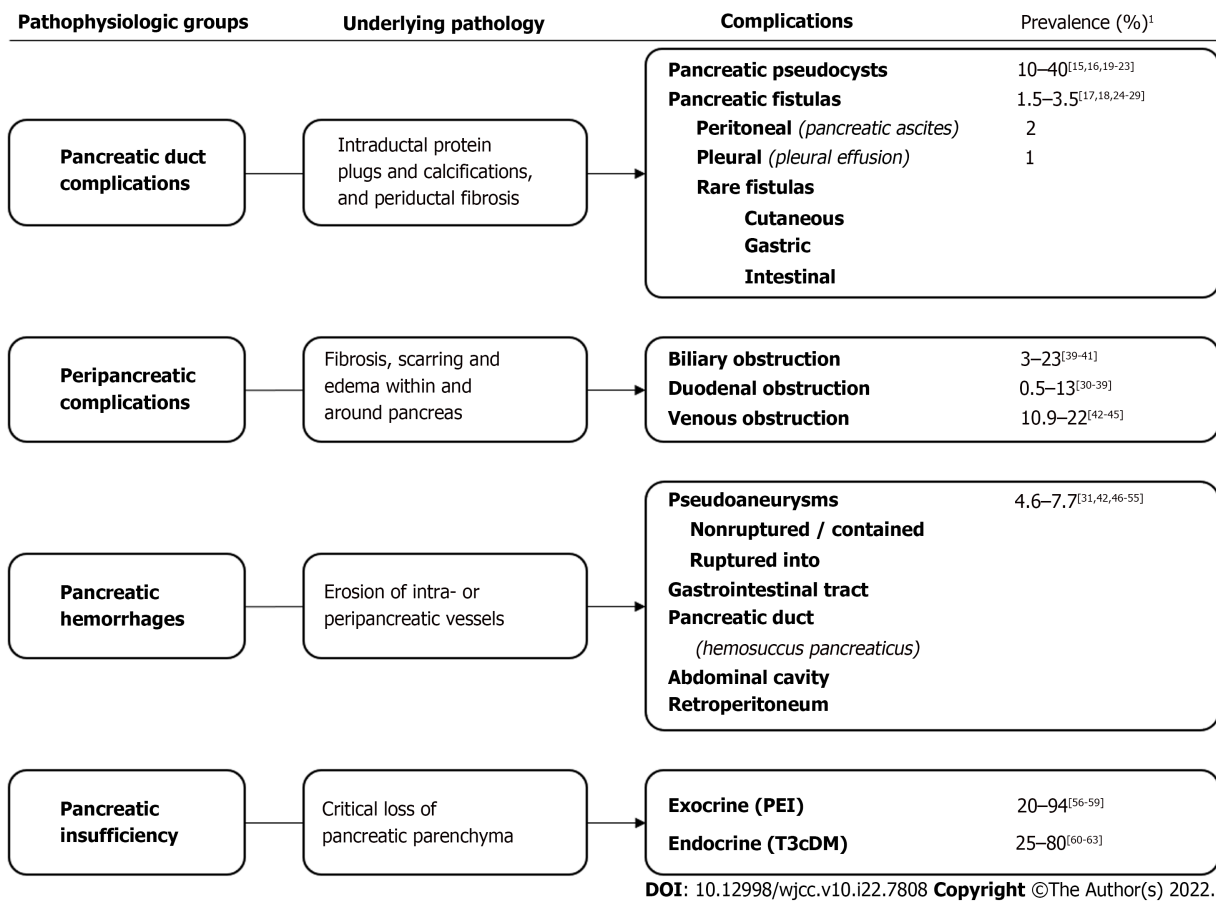 Pathophysiologic groups Underlying pathology Complications Prevalence (%)¹
Pancreatic duct
complications
Intraductal protein
plugs and calcifications,
and periductal fibrosis
Pancreatic pseudocysts 10–40[15,16,19-23]
Pancreatic fistulas 1.5–3.5[17,18,24-29]
Peritoneal (pancreatic ascites) 2
Pleural (pleural effusion) 1
Rare fistulas
Cutaneous
Gastric
Intestinal
Peripancreatic
complications
Fibrosis, scarring and
edema within and
around pancreas
Biliary obstruction 3–23[39-41]
Duodenal obstruction 0.5–13[30-39]
Venous obstruction 10.9–22[42-45]
Pancreatic
hemorrhages
Erosion of intra- or
peripancreatic vessels
Pseudoaneurysms 4.6–7.7[31,42,46-55]
Nonruptured / contained
Ruptured into
Gastrointestinal tract
Pancreatic duct
(hemosuccus pancreaticus)
Abdominal cavity
Retroperitoneum
Pancreatic
insufficiency
Critical loss of
pancreatic parenchyma
Exocrine (PEI) 20–94[56-59]
Endocrine (T3cDM) 25–80[60-63]
DOI: 10.12998/wjcc.v10.i22.7808 Copyright ©The Author(s) 2022.